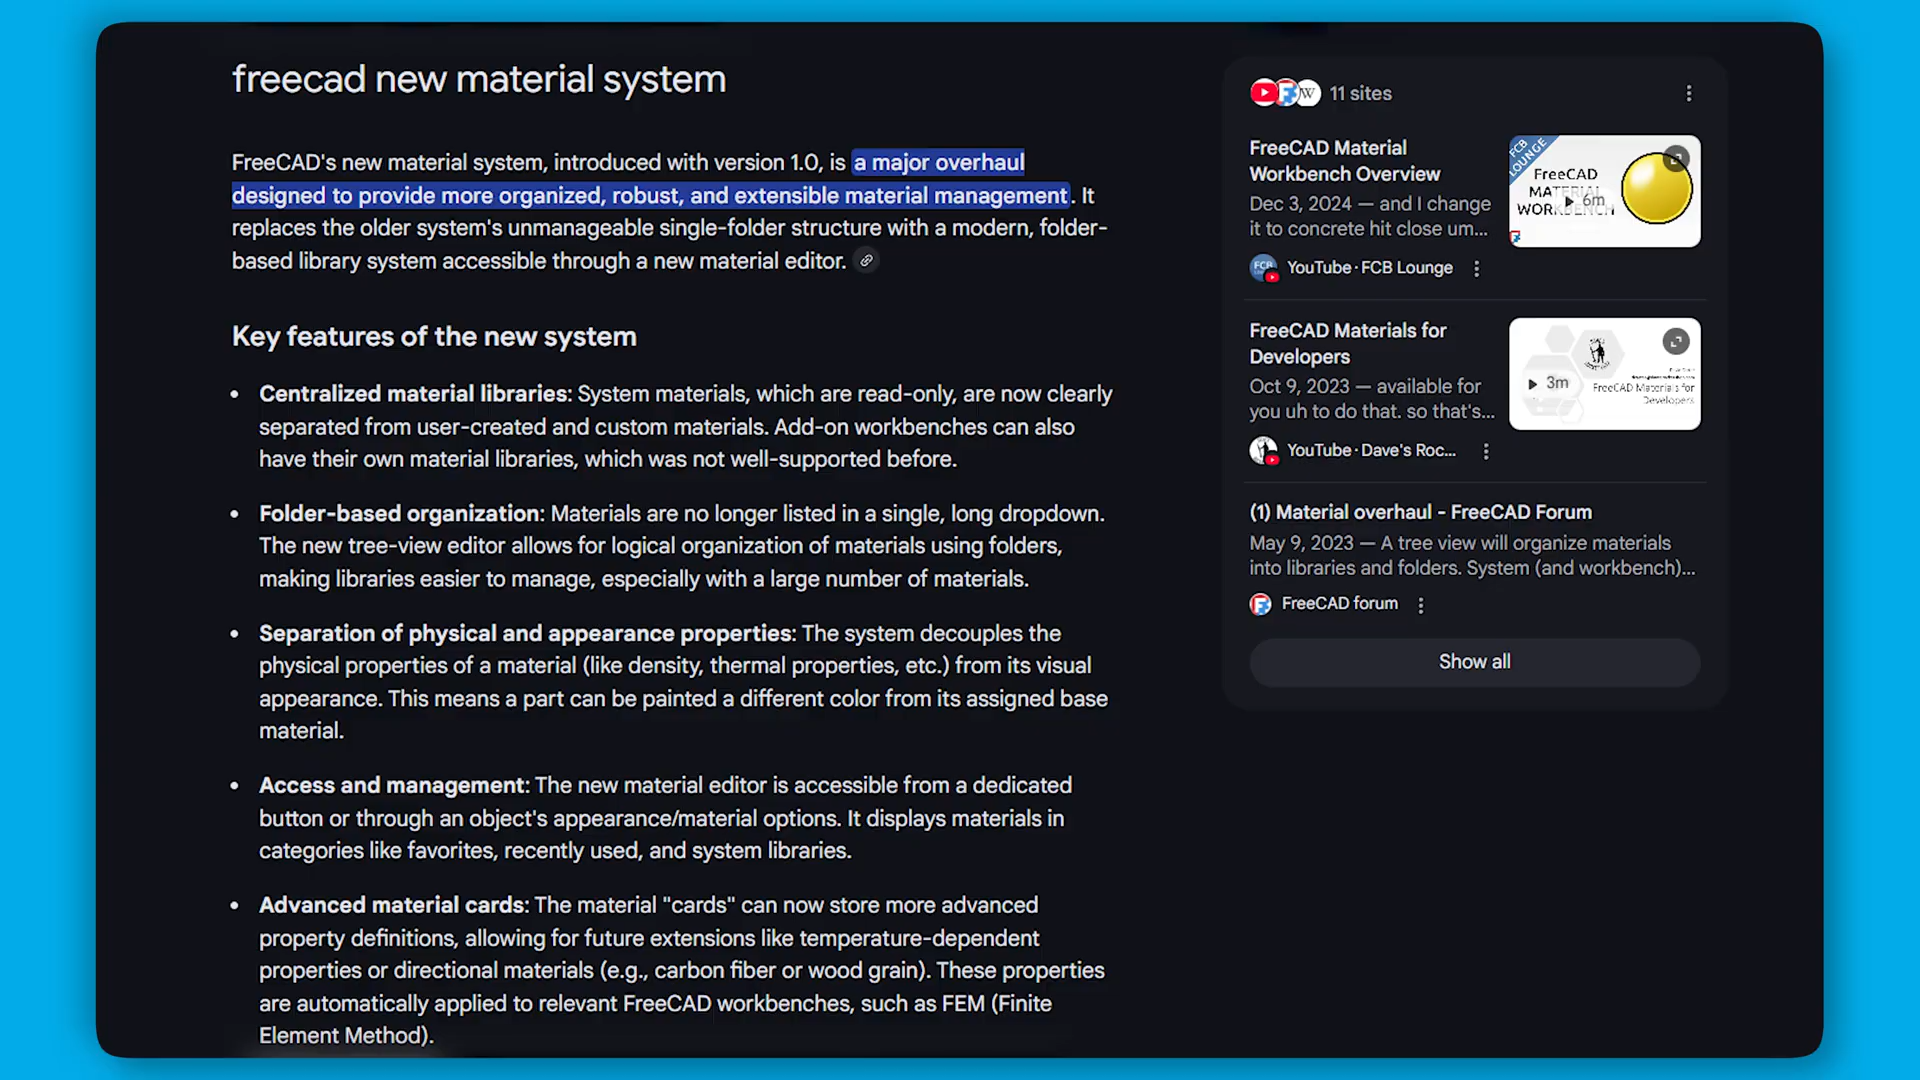 freecad new material system
FreeCAD's new material system, introduced with version 1.0, is a major overhaul
designed to provide more organized, robust, and extensible material management. It
replaces the older system's unmanageable single-folder structure with a modern, folder-
based library system accessible through a new material editor.
Key features of the new system
• Centralized material libraries: System materials, which are read-only, are now clearly
separated from user-created and custom materials. Add-on workbenches can also
have their own material libraries, which was not well-supported before.
• Folder-based organization: Materials are no longer listed in a single, long dropdown.
The new tree-view editor allows for logical organization of materials using folders,
making libraries easier to manage, especially with a large number of materials.
• Separation of physical and appearance properties: The system decouples the
physical properties of a material (like density, thermal properties, etc.) from its visual
appearance. This means a part can be painted a different color from its assigned base
material.
• Access and management: The new material editor is accessible from a dedicated
button or through an object's appearance/material options. It displays materials in
categories like favorites, recently used, and system libraries.
• Advanced material cards: The material "cards" can now store more advanced
property definitions, allowing for future extensions like temperature-dependent
properties or directional materials (e.g., carbon fiber or wood grain). These properties
are automatically applied to relevant FreeCAD workbenches, such as FEM (Finite
Element Method).
W 11 sites
FreeCAD Material
Workbench Overview
Dec 3, 2024 — and I change
it to concrete hit close um...
YouTube · FCB Lounge
FCB
LOUNGE
FreeCAD
MATERIAL
WORKBENCH
6m
FCB
FreeCAD Materials for
Developers
Oct 9, 2023 — available for
you uh to do that. so that's...
YouTube · Dave's Roc...
3m
FreeCAD Materials for
Developers
(1) Material overhaul - FreeCAD Forum
May 9, 2023 — A tree view will organize materials
into libraries and folders. System (and workbench)...
FreeCAD forum
Show all